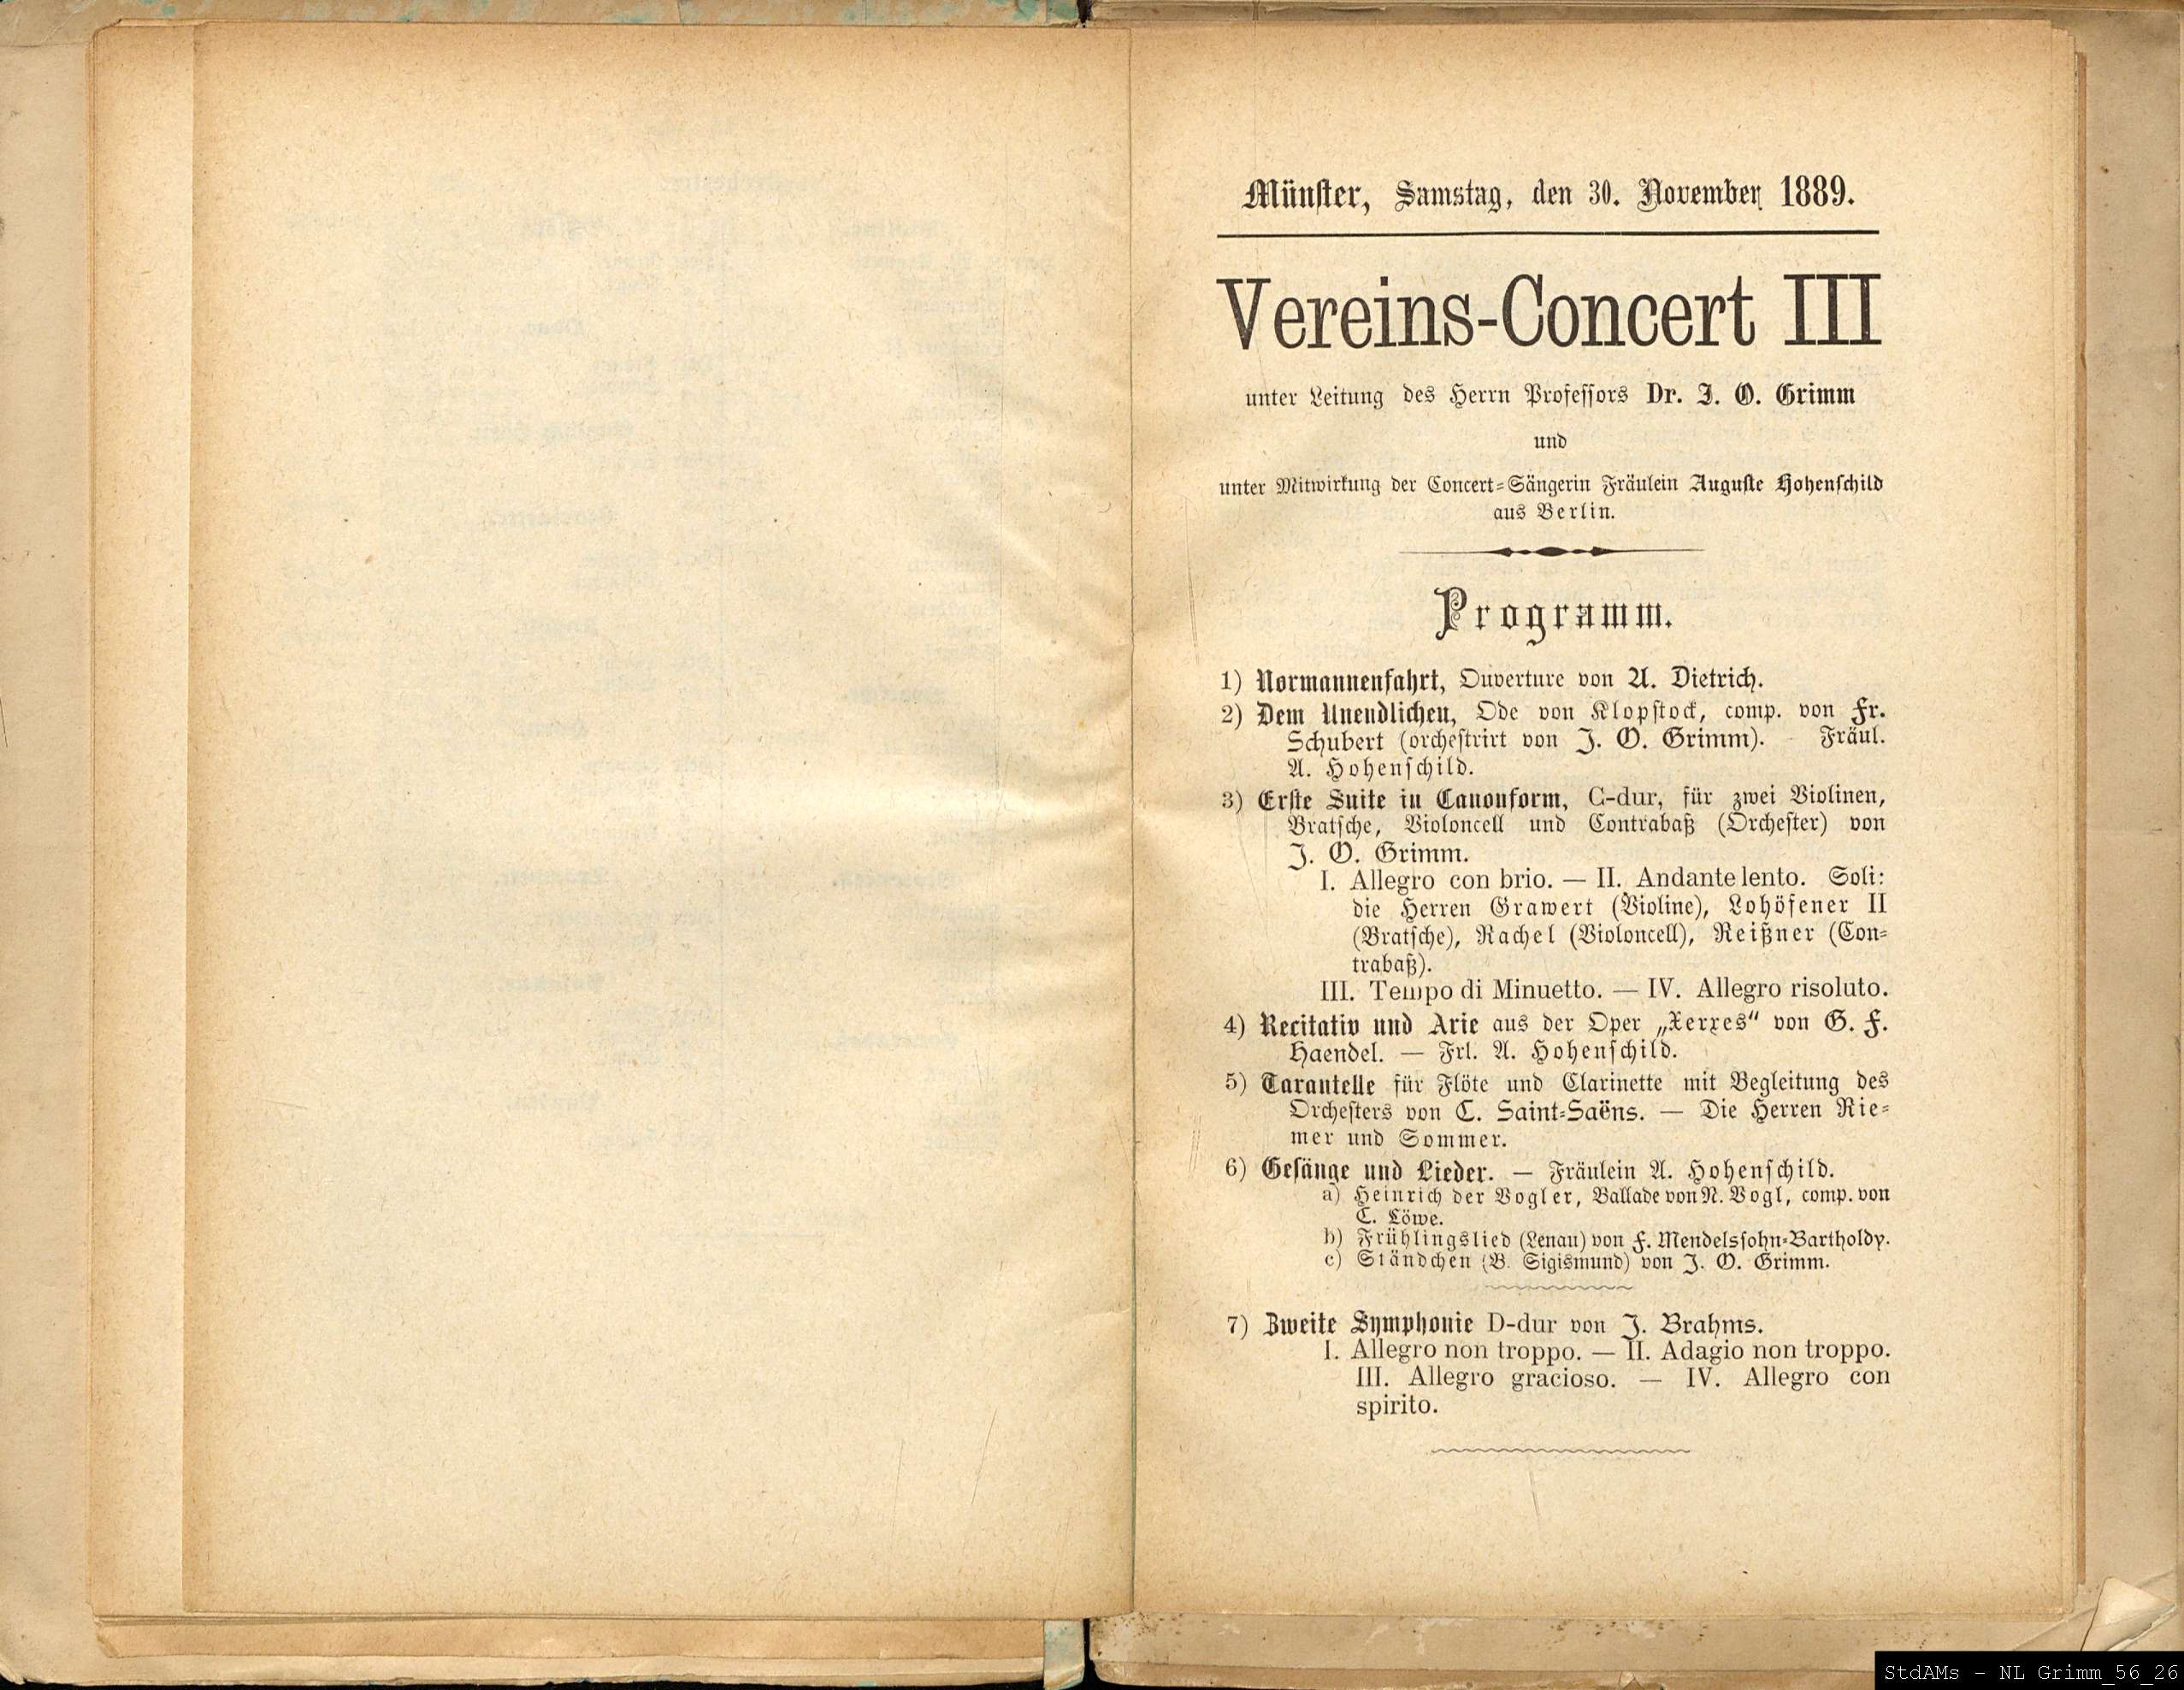 Münster, Samstag, den 30. November 1889.
Vereins-Concert III
unter Leitung des Herrn Professors Dr. J. O. Grimm
und
unter Mitwirkung der Concert-Sängerin Fräulein Auguste Hohenschild
aus Berlin.
Programm.
1) Normannenfahrt, Ouverture von A. Dietrich.
2) Dem Unendlichen, Ode von Klopstock, comp. von Fr.
Schubert (orchestrirt von J. O. Grimm). Fräul.
A. Hohenschild.
3) Erste Suite in Canonform, C-dur, für zwei Violinen,
Bratsche, Violoncell und Contrabaß (Orchester) von
J. O. Grimm.
I. Allegro con brio. — II. Andante lento. Soli:
die Herren Grawert (Violine), Lohöfener II
(Bratsche), Rachel (Violoncell), Reißner (Con-
trabaß).
III. Tempo di Minuetto. — IV. Allegro risoluto.
4) Recitativ und Arie aus der Oper „Xerxes“ von G. F.
Haendel. — Frl. A. Hohenschild.
5) Tarantelle für Flöte und Clarinette mit Begleitung des
Orchesters von C. Saint-Saëns. — Die Herren Rie-
mer und Sommer.
6) Gesänge und Lieder. — Fräulein A. Hohenschild.
a) Heinrich der Vogler, Ballade von N. Vogl, comp. von
C. Löwe.
b) Frühlingslied (Lenau) von F. Mendelssohn-Bartholdy.
c) Ständchen (B. Sigismund) von J. O. Grimm.
7) Zweite Symphonie D-dur von J. Brahms.
I. Allegro non troppo. — II. Adagio non troppo.
III. Allegro gracioso. — IV. Allegro con
spirito.
StdAMs - NL Grimm_56_26